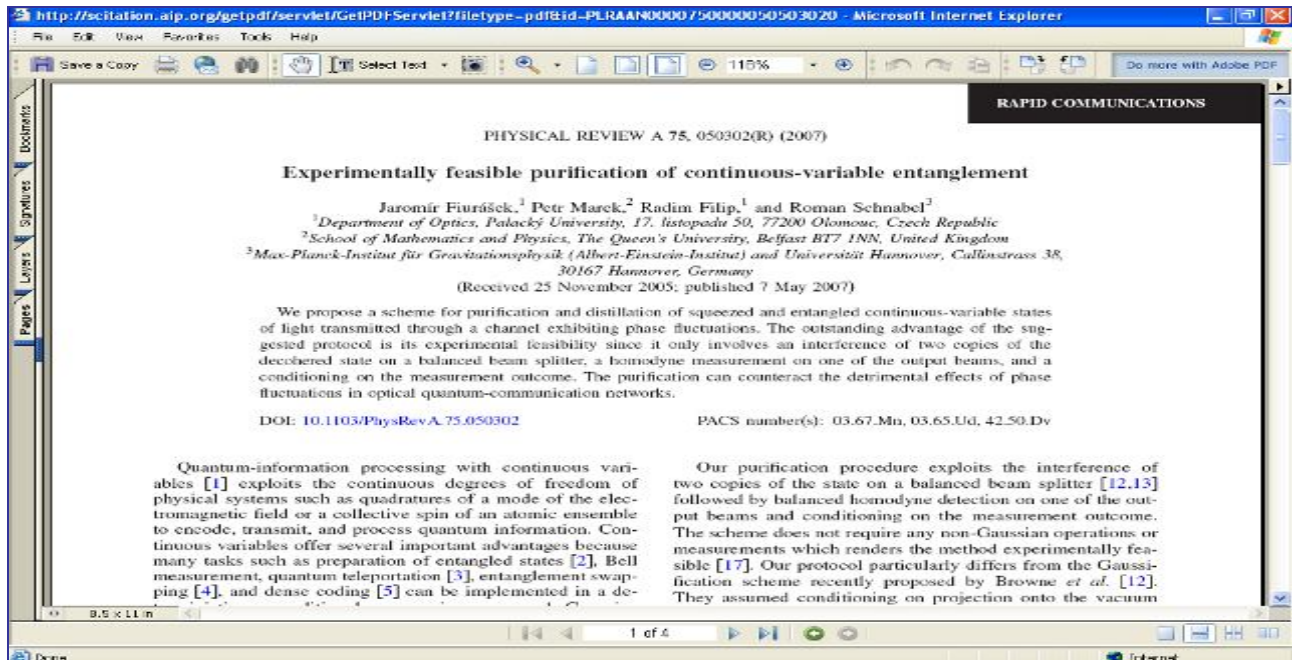 http://scitation.aip.org/getpdf/servlet/GetPDFServlet?filetype=pdf&id=PLRAAN000075000005050302000 - Microsoft Internet Explorer
File Edit View Favorites Tools Help
Save a Copy Select Text 118% Do more with Adobe PDF
Bookmarks
Signatures
Layers
Pages
RAPID COMMUNICATIONS
PHYSICAL REVIEW A 75, 050302(R) (2007)
Experimentally feasible purification of continuous-variable entanglement
Jaromír Fiurášek,1 Petr Marek,2 Radim Filip,1 and Roman Schnabel3
1Department of Optics, Palacký University, 17. listopadu 50, 77200 Olomouc, Czech Republic
2School of Mathematics and Physics, The Queen's University, Belfast BT7 1NN, United Kingdom
3Max-Planck-Institut für Gravitationsphysik (Albert-Einstein-Institut) and Universität Hannover, Callinstrass 38,
30167 Hannover, Germany
(Received 25 November 2005; published 7 May 2007)
We propose a scheme for purification and distillation of squeezed and entangled continuous-variable states
of light transmitted through a channel exhibiting phase fluctuations. The outstanding advantage of the sug-
gested protocol is its experimental feasibility since it only involves an interference of two copies of the
decohered state on a balanced beam splitter, a homodyne measurement on one of the output beams, and a
conditioning on the measurement outcome. The purification can counteract the detrimental effects of phase
fluctuations in optical quantum-communication networks.
DOI: 10.1103/PhysRevA.75.050302 PACS number(s): 03.67.Mn, 03.65.Ud, 42.50.Dv
Quantum-information processing with continuous vari-
ables [1] exploits the continuous degrees of freedom of
physical systems such as quadratures of a mode of the elec-
tromagnetic field or a collective spin of an atomic ensemble
to encode, transmit, and process quantum information. Con-
tinuous variables offer several important advantages because
many tasks such as preparation of entangled states [2], Bell
measurement, quantum teleportation [3], entanglement swap-
ping [4], and dense coding [5] can be implemented in a de-
Our purification procedure exploits the interference of
two copies of the state on a balanced beam splitter [12,13]
followed by balanced homodyne detection on one of the out-
put beams and conditioning on the measurement outcome.
The scheme does not require any non-Gaussian operations or
measurements which renders the method experimentally fea-
sible [17]. Our protocol particularly differs from the Gaussi-
fication scheme recently proposed by Browne et al. [12].
They assumed conditioning on projection onto the vacuum
8.5 x 11 in
1 of 4
Done Internet